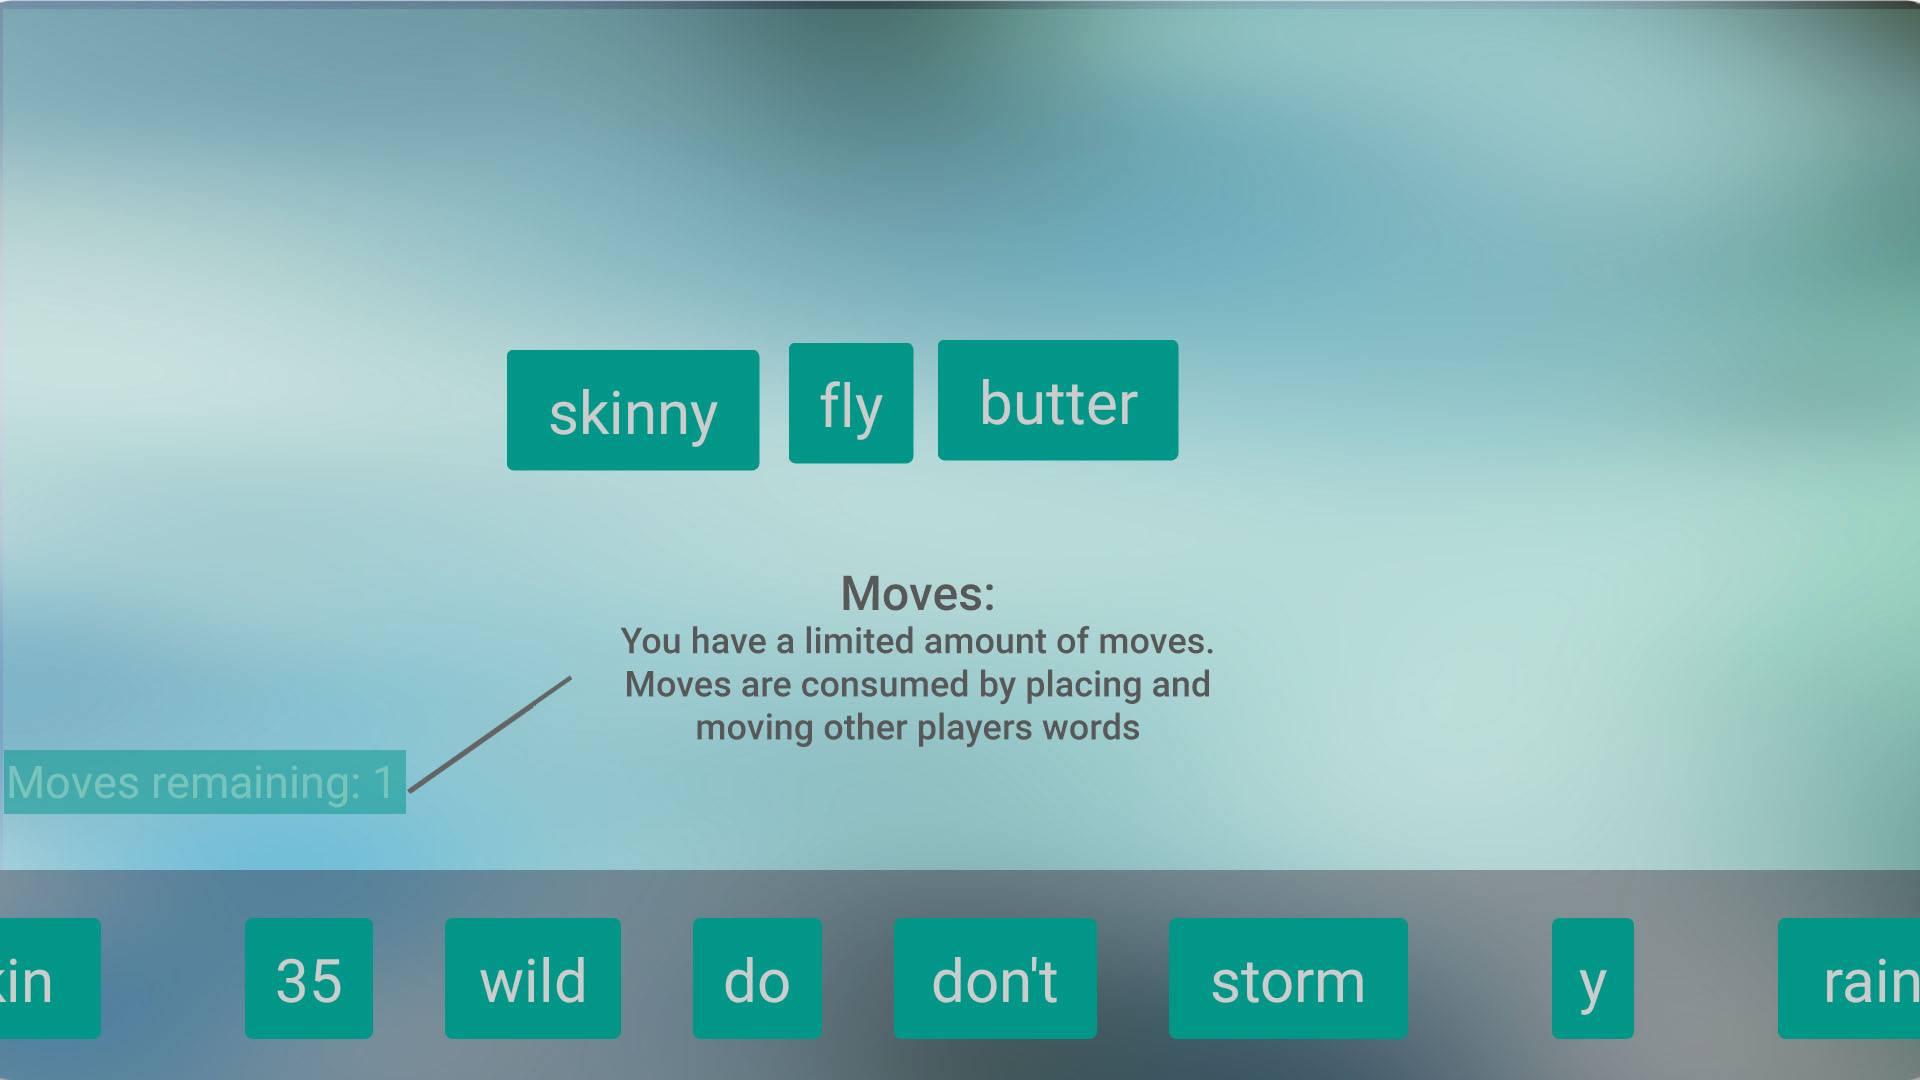 skinny fly butter
Moves:
You have a limited amount of moves.
Moves are consumed by placing and
moving other players words
Moves remaining: 1
35 wild do don't storm y rain